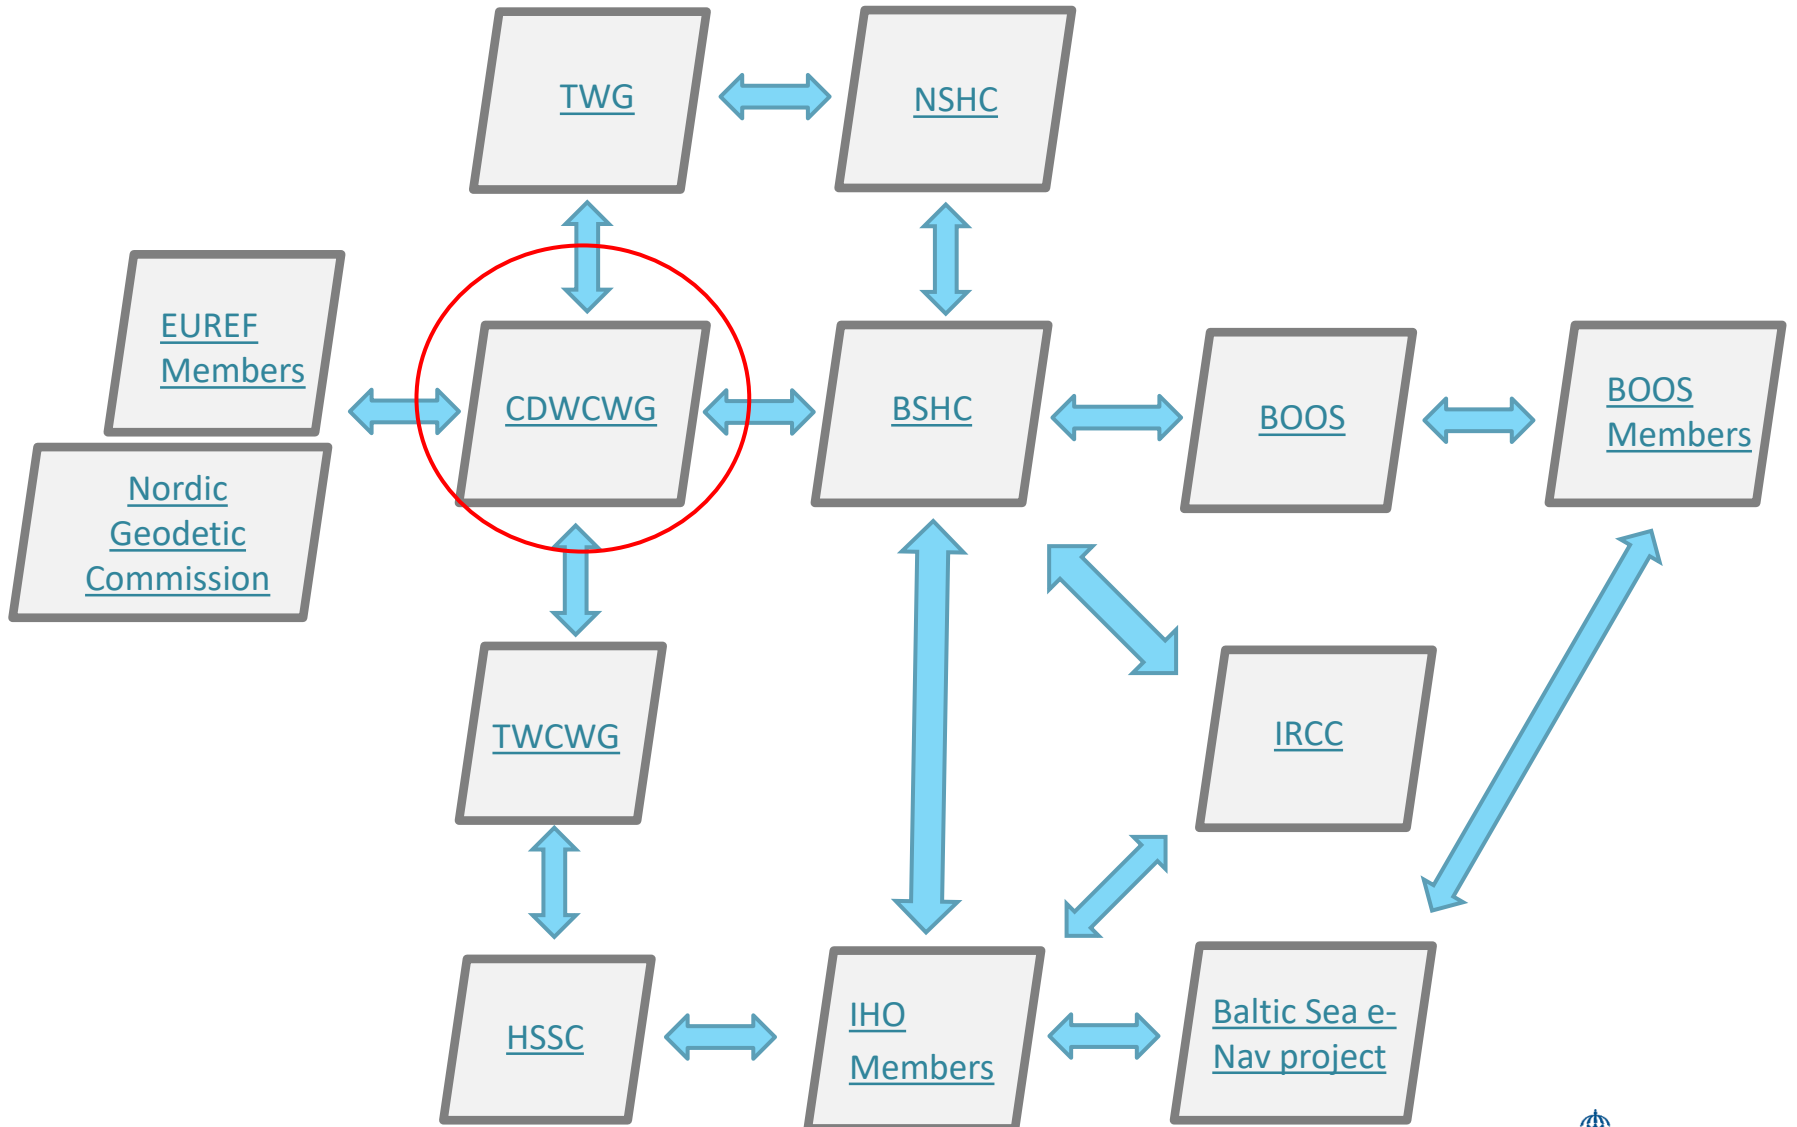 TWG
NSHC
EUREF
Members
CDWCWG
BSHC
BOOS
BOOS
Members
Nordic
Geodetic
Commission
TWCWG
IRCC
HSSC
IHO
Members
Baltic Sea e-
Nav project